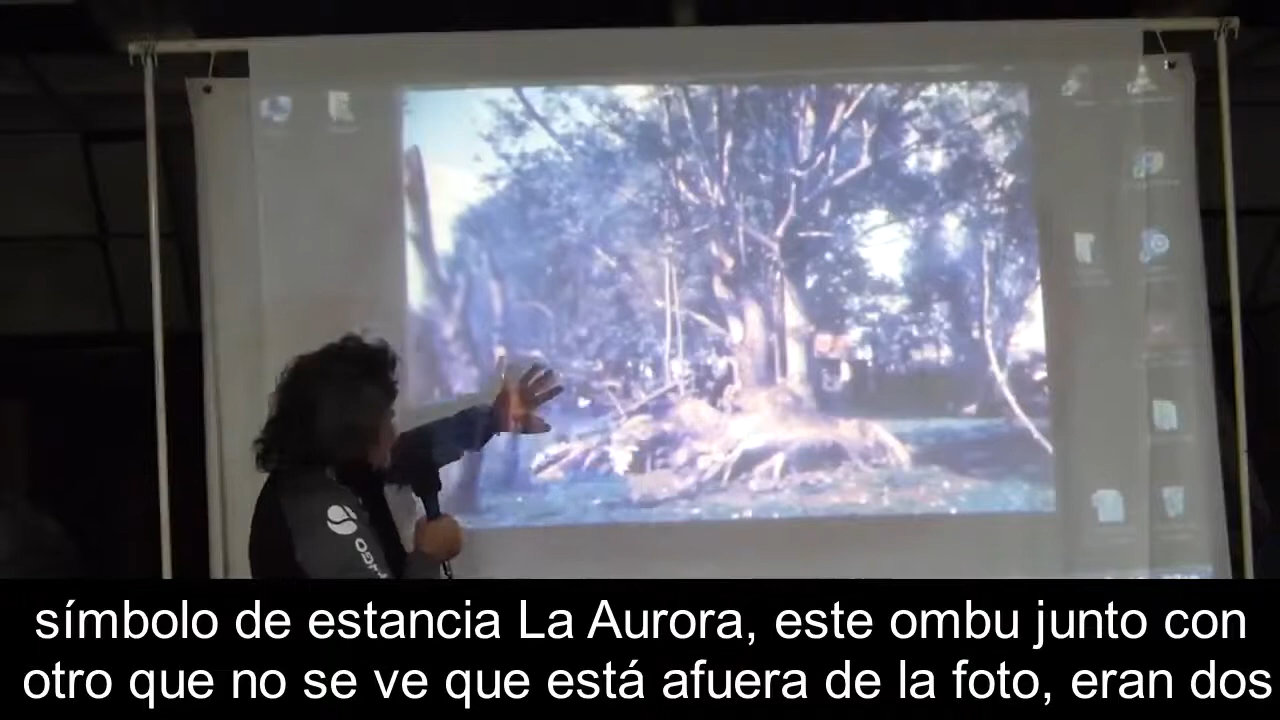 símbolo de estancia La Aurora, este ombu junto con
otro que no se ve que está afuera de la foto, eran dos